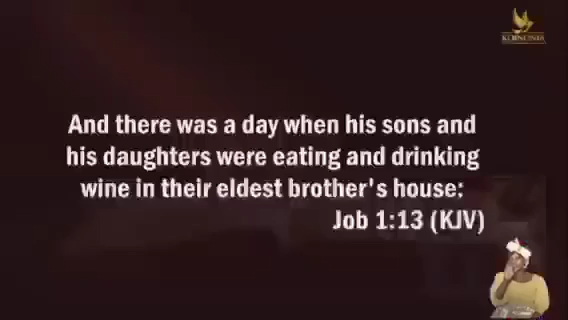 And there was a day when his sons and
his daughters were eating and drinking
wine in their eldest brother's house:
Job 1:13 (KJV)